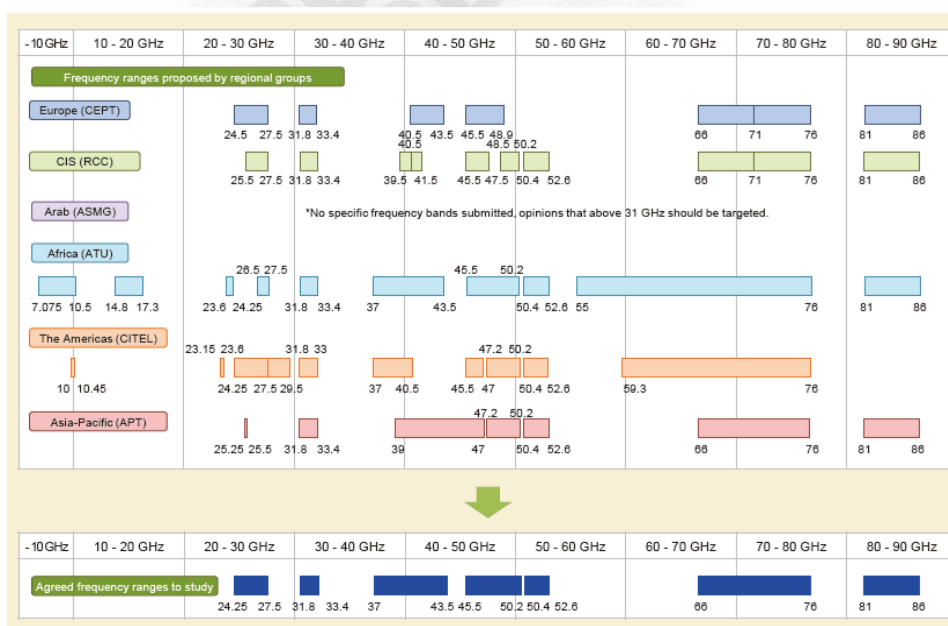 -10GHz 10 - 20 GHz 20 - 30 GHz 30 - 40 GHz 40 - 50 GHz 50 - 60 GHz 60 - 70 GHz 70 - 80 GHz 80 - 90 GHz
Frequency ranges proposed by regional groups
Europe (CEPT)
24.5 27.5 31.8 33.4 40.5 43.5 45.5 48.9 66 71 76 81 86
40.5 48.5 50.2
CIS (RCC)
25.5 27.5 31.8 33.4 39.5 41.5 45.5 47.5 50.4 52.6 66 71 76 81 86
Arab (ASMG)
*No specific frequency bands submitted, opinions that above 31 GHz should be targeted.
Africa (ATU)
26.5 27.5 45.5 50.2
7.075 10.5 14.8 17.3 23.6 24.25 31.8 33.4 37 43.5 50.4 52.6 55 76 81 86
The Americas (CITEL)
23.15 23.6 31.8 33 47.2 50.2
10 10.45 24.25 27.5 29.5 37 40.5 45.5 47 50.4 52.6 59.3 76
Asia-Pacific (APT)
47.2 50.2
25.25 25.5 31.8 33.4 39 47 50.4 52.6 66 76 81 86
-10GHz 10 - 20 GHz 20 - 30 GHz 30 - 40 GHz 40 - 50 GHz 50 - 60 GHz 60 - 70 GHz 70 - 80 GHz 80 - 90 GHz
Agreed frequency ranges to study
24.25 27.5 31.8 33.4 37 43.5 45.5 50.2 50.4 52.6 66 76 81 86